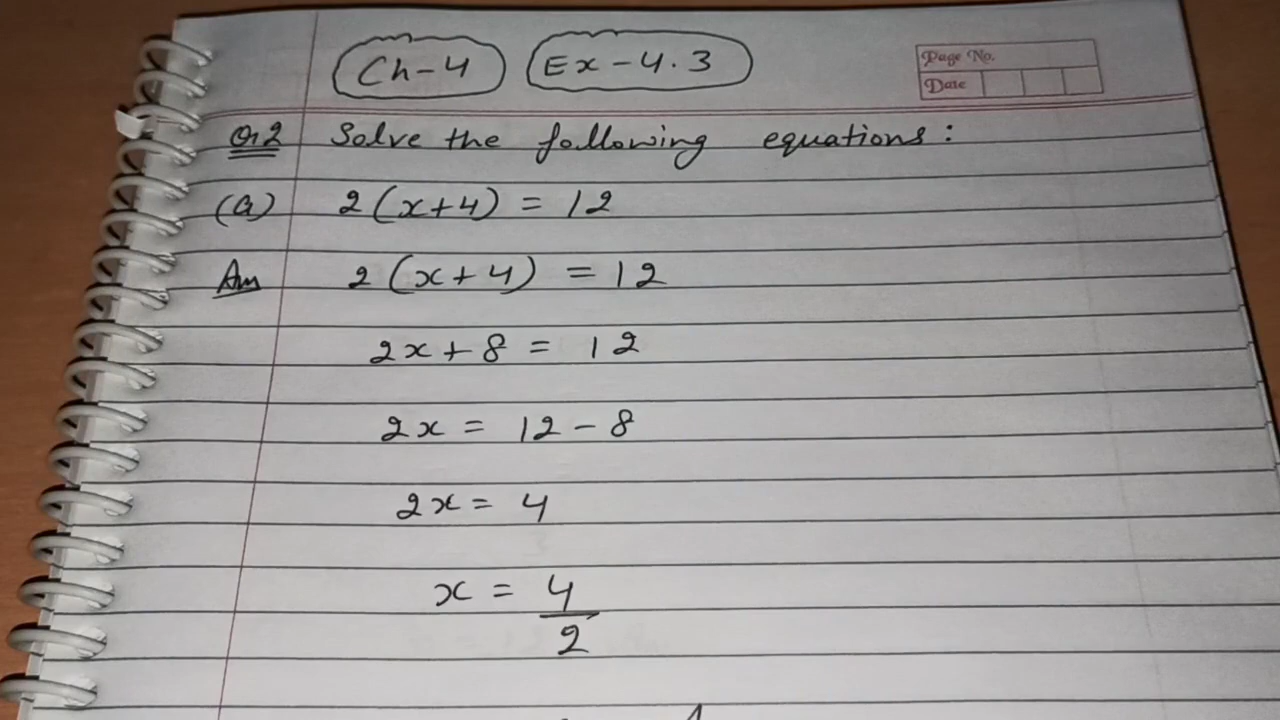 Ch-4 Ex-4.3
Page No.
Date
Q.2 Solve the following equations:
(a) 2(x+4) = 12
Ans 2(x+4) = 12
2x+8 = 12
2x = 12-8
2x = 4
x = 4/2